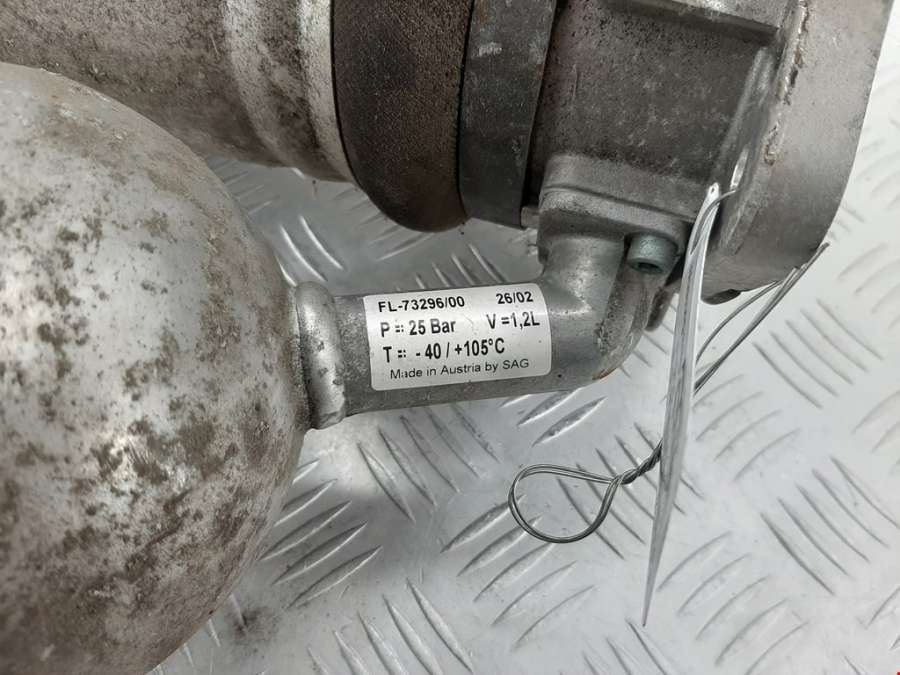 FL-73296/00 26/02
P = 25 Bar V =1,2L
T = - 40 / +105°C
Made in Austria by SAG